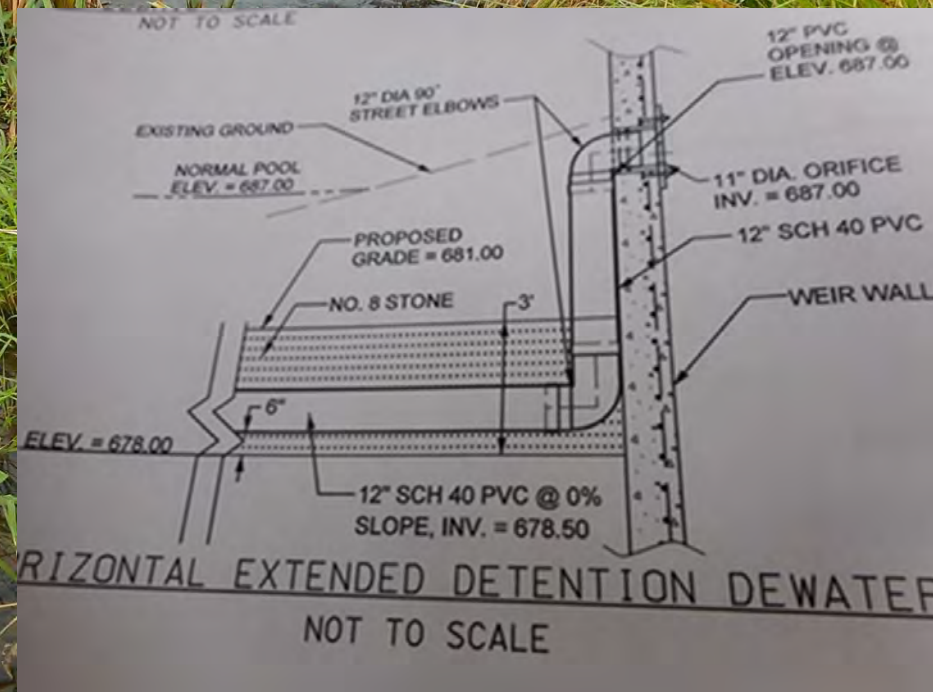 NOT TO SCALE
12" PVC
OPENING @
ELEV. 687.00
12" DIA 90°
STREET ELBOWS
EXISTING GROUND
NORMAL POOL
ELEV. = 687.00
11" DIA. ORIFICE
INV. = 687.00
PROPOSED
GRADE = 681.00
12" SCH 40 PVC
NO. 8 STONE
3'
WEIR WALL
6"
ELEV. = 678.00
12" SCH 40 PVC @ 0%
SLOPE, INV. = 678.50
RIZONTAL EXTENDED DETENTION DEWATER
NOT TO SCALE